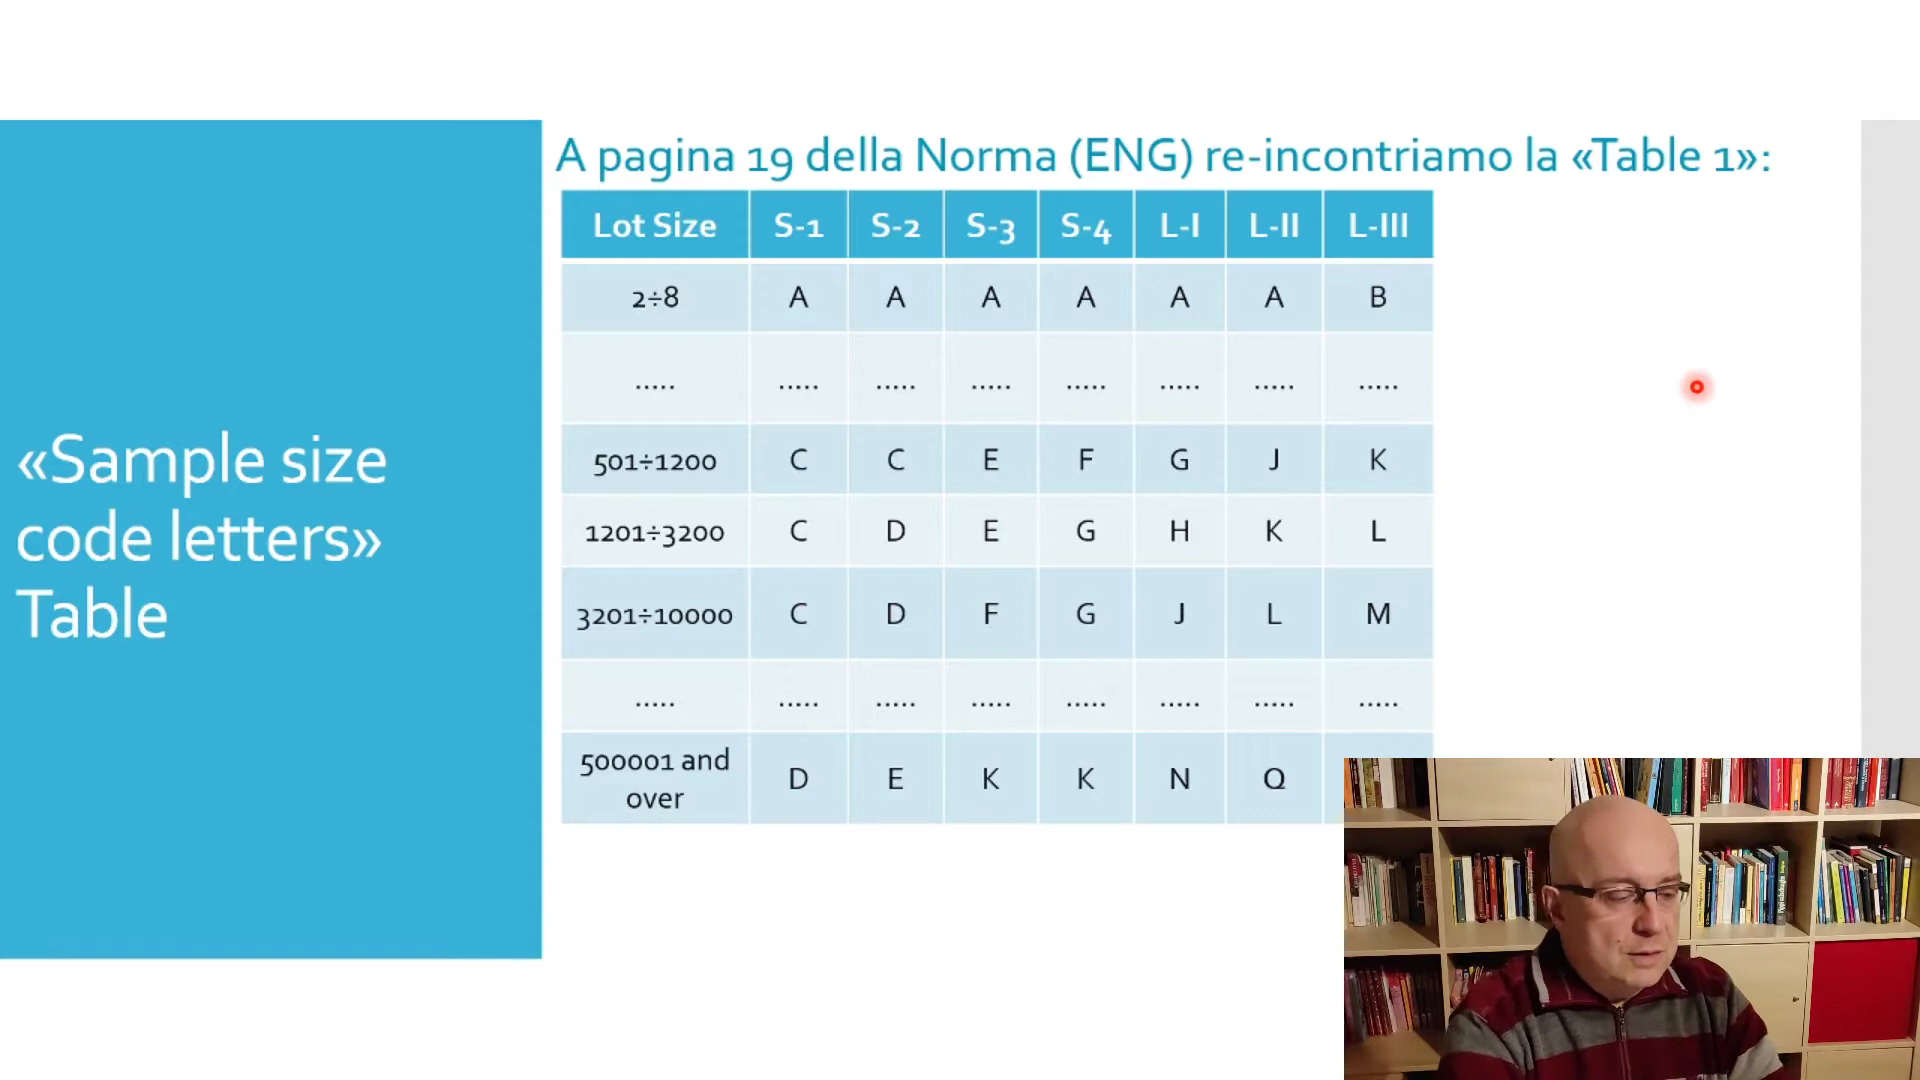 «Sample size
code letters»
Table
A pagina 19 della Norma (ENG) re-incontriamo la «Table 1»:
Lot Size S-1 S-2 S-3 S-4 L-I L-II L-III
2÷8 A A A A A A B
..... ..... ..... ..... ..... ..... ..... .....
501÷1200 C C E F G J K
1201÷3200 C D E G H K L
3201÷10000 C D F G J L M
..... ..... ..... ..... ..... ..... ..... .....
500001 and over D E K K N Q